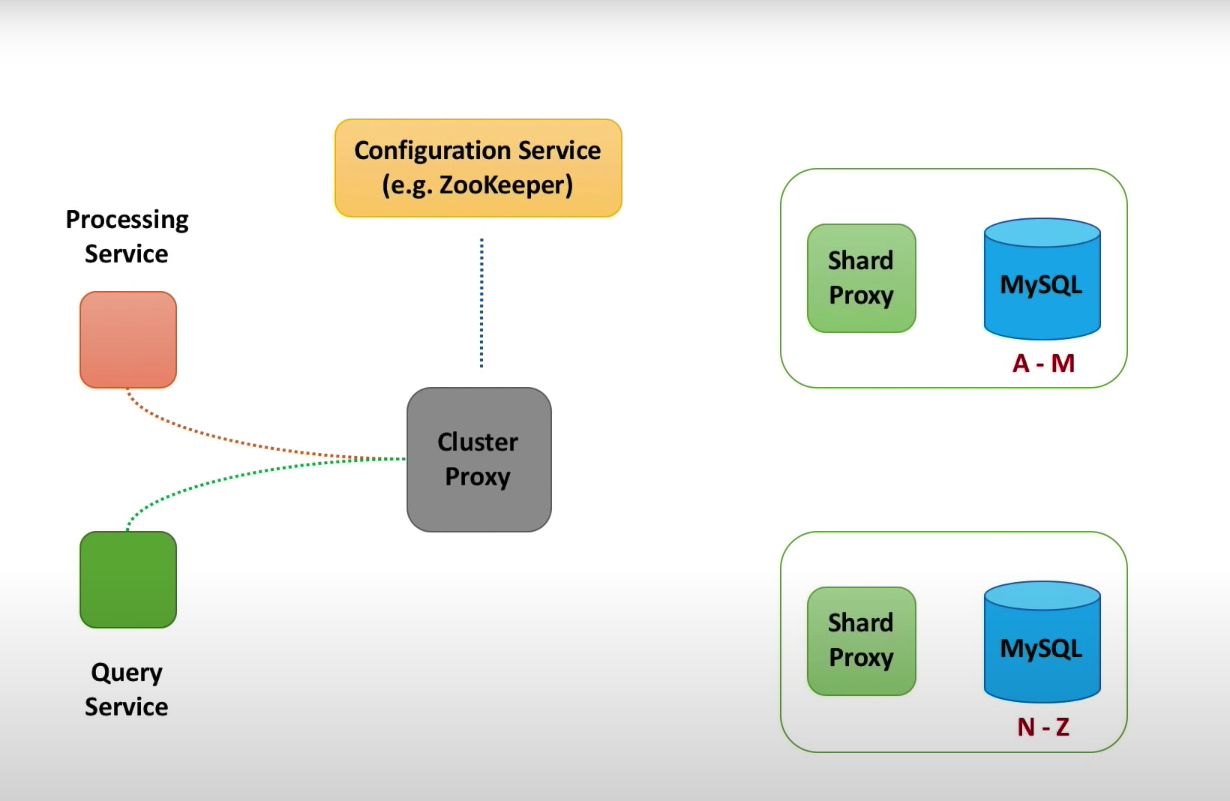 Configuration Service
(e.g. ZooKeeper)
Processing
Service
Shard
Proxy
MySQL
A - M
Cluster
Proxy
Query
Service
Shard
Proxy
MySQL
N - Z